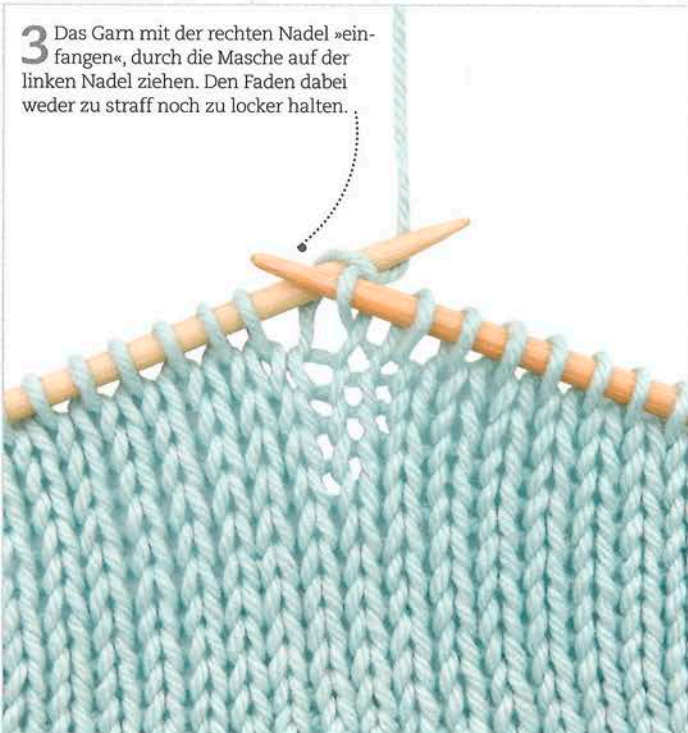 3 Das Garn mit der rechten Nadel »ein-
fangen«, durch die Masche auf der
linken Nadel ziehen. Den Faden dabei
weder zu straff noch zu locker halten.